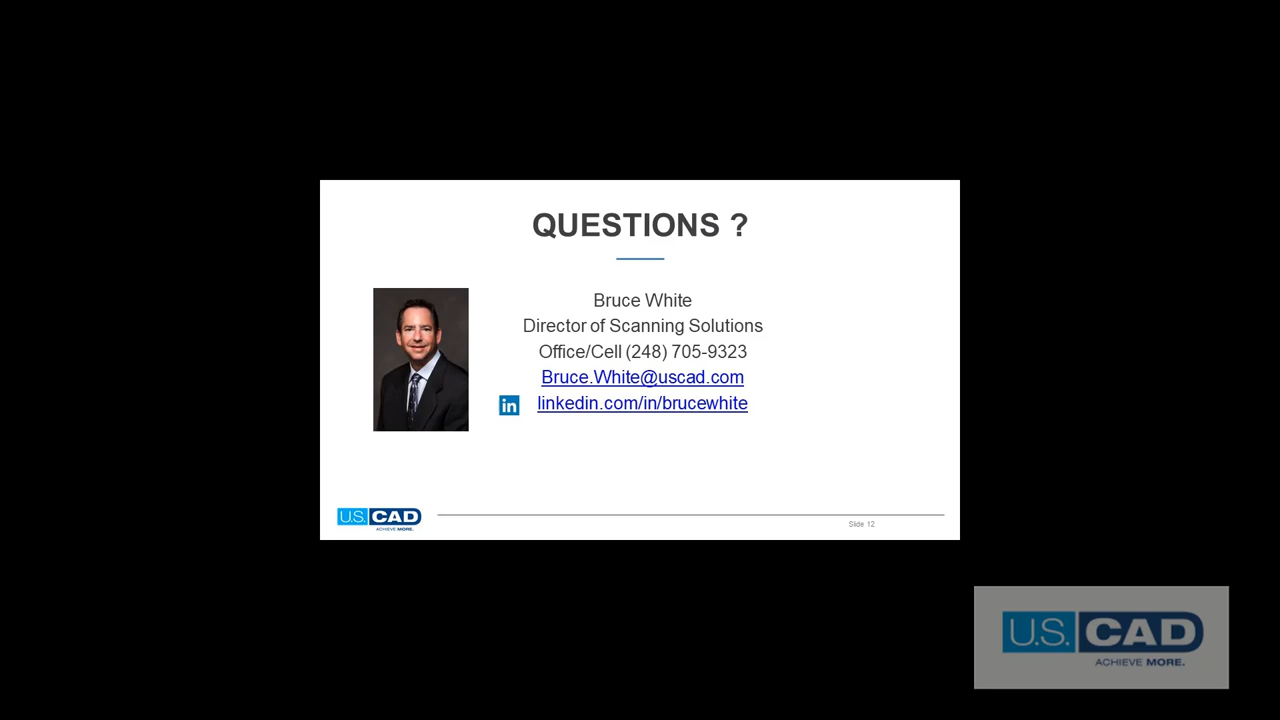 QUESTIONS ?
Bruce White
Director of Scanning Solutions
Office/Cell (248) 705-9323
Bruce.White@uscad.com
in linkedin.com/in/brucewhite
U.S. CAD
ACHIEVE MORE.
Slide 12
U.S. CAD
ACHIEVE MORE.